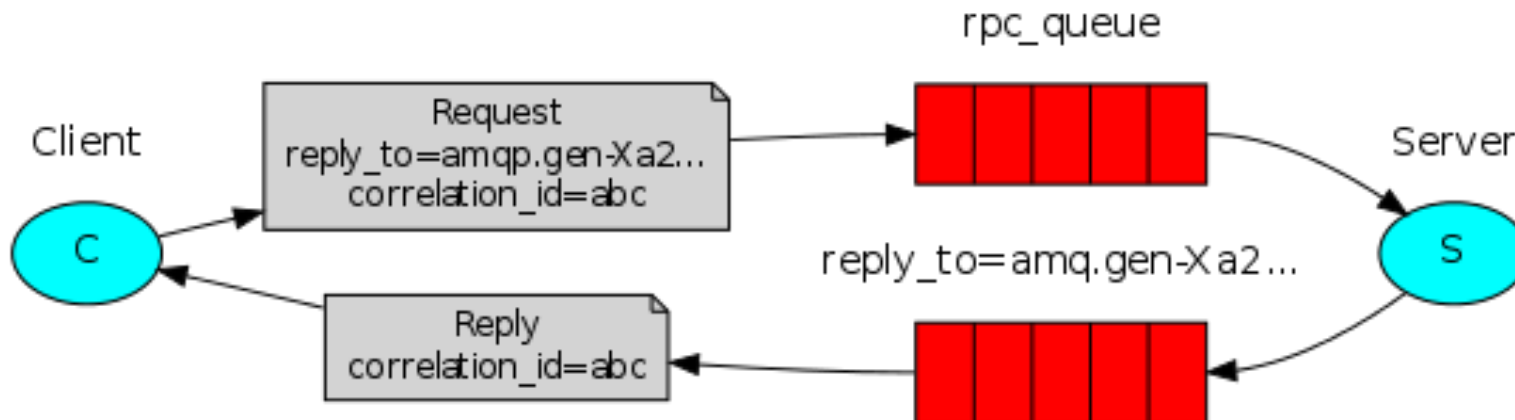 rpc_queue
Client
Request
reply_to=amqp.gen-Xa2...
correlation_id=abc
Server
C
S
reply_to=amq.gen-Xa2...
Reply
correlation_id=abc